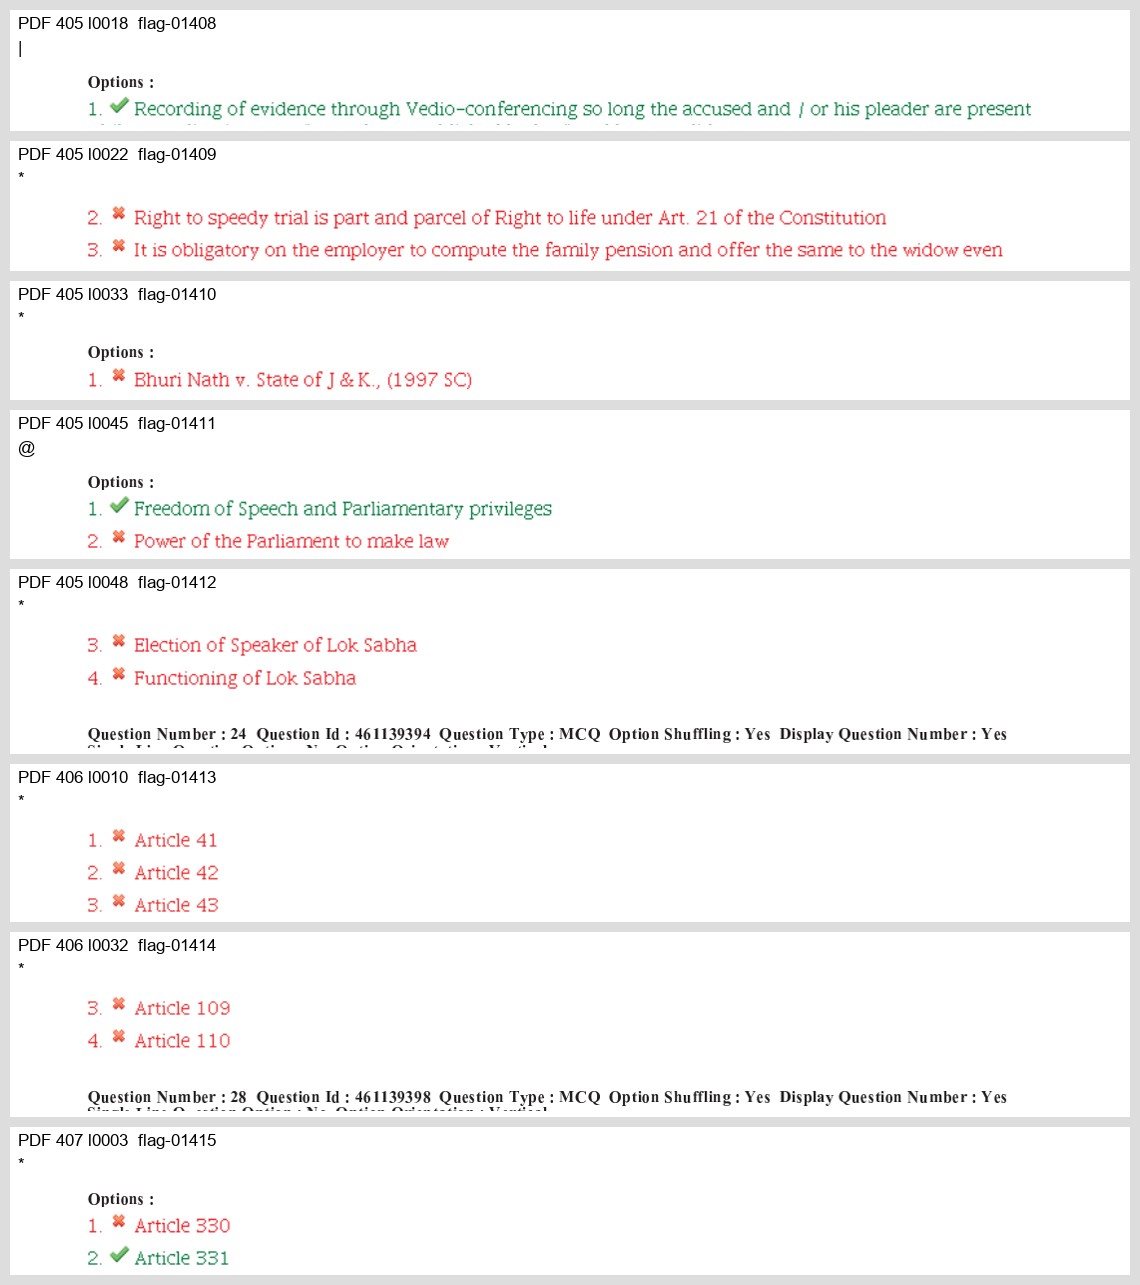 PDF 405 l0018 flag-01408
|
Options :
1. ✓ Recording of evidence through Vedio-conferencing so long the accused and / or his pleader are present
PDF 405 l0022 flag-01409
*
2. ✖ Right to speedy trial is part and parcel of Right to life under Art. 21 of the Constitution
3. ✖ It is obligatory on the employer to compute the family pension and offer the same to the widow even
PDF 405 l0033 flag-01410
*
Options :
1. ✖ Bhuri Nath v. State of J & K., (1997 SC)
PDF 405 l0045 flag-01411
@
Options :
1. ✓ Freedom of Speech and Parliamentary privileges
2. ✖ Power of the Parliament to make law
PDF 405 l0048 flag-01412
*
3. ✖ Election of Speaker of Lok Sabha
4. ✖ Functioning of Lok Sabha
Question Number : 24 Question Id : 461139394 Question Type : MCQ Option Shuffling : Yes Display Question Number : Yes
PDF 406 l0010 flag-01413
*
1. ✖ Article 41
2. ✖ Article 42
3. ✖ Article 43
PDF 406 l0032 flag-01414
*
3. ✖ Article 109
4. ✖ Article 110
Question Number : 28 Question Id : 461139398 Question Type : MCQ Option Shuffling : Yes Display Question Number : Yes
PDF 407 l0003 flag-01415
*
Options :
1. ✖ Article 330
2. ✓ Article 331